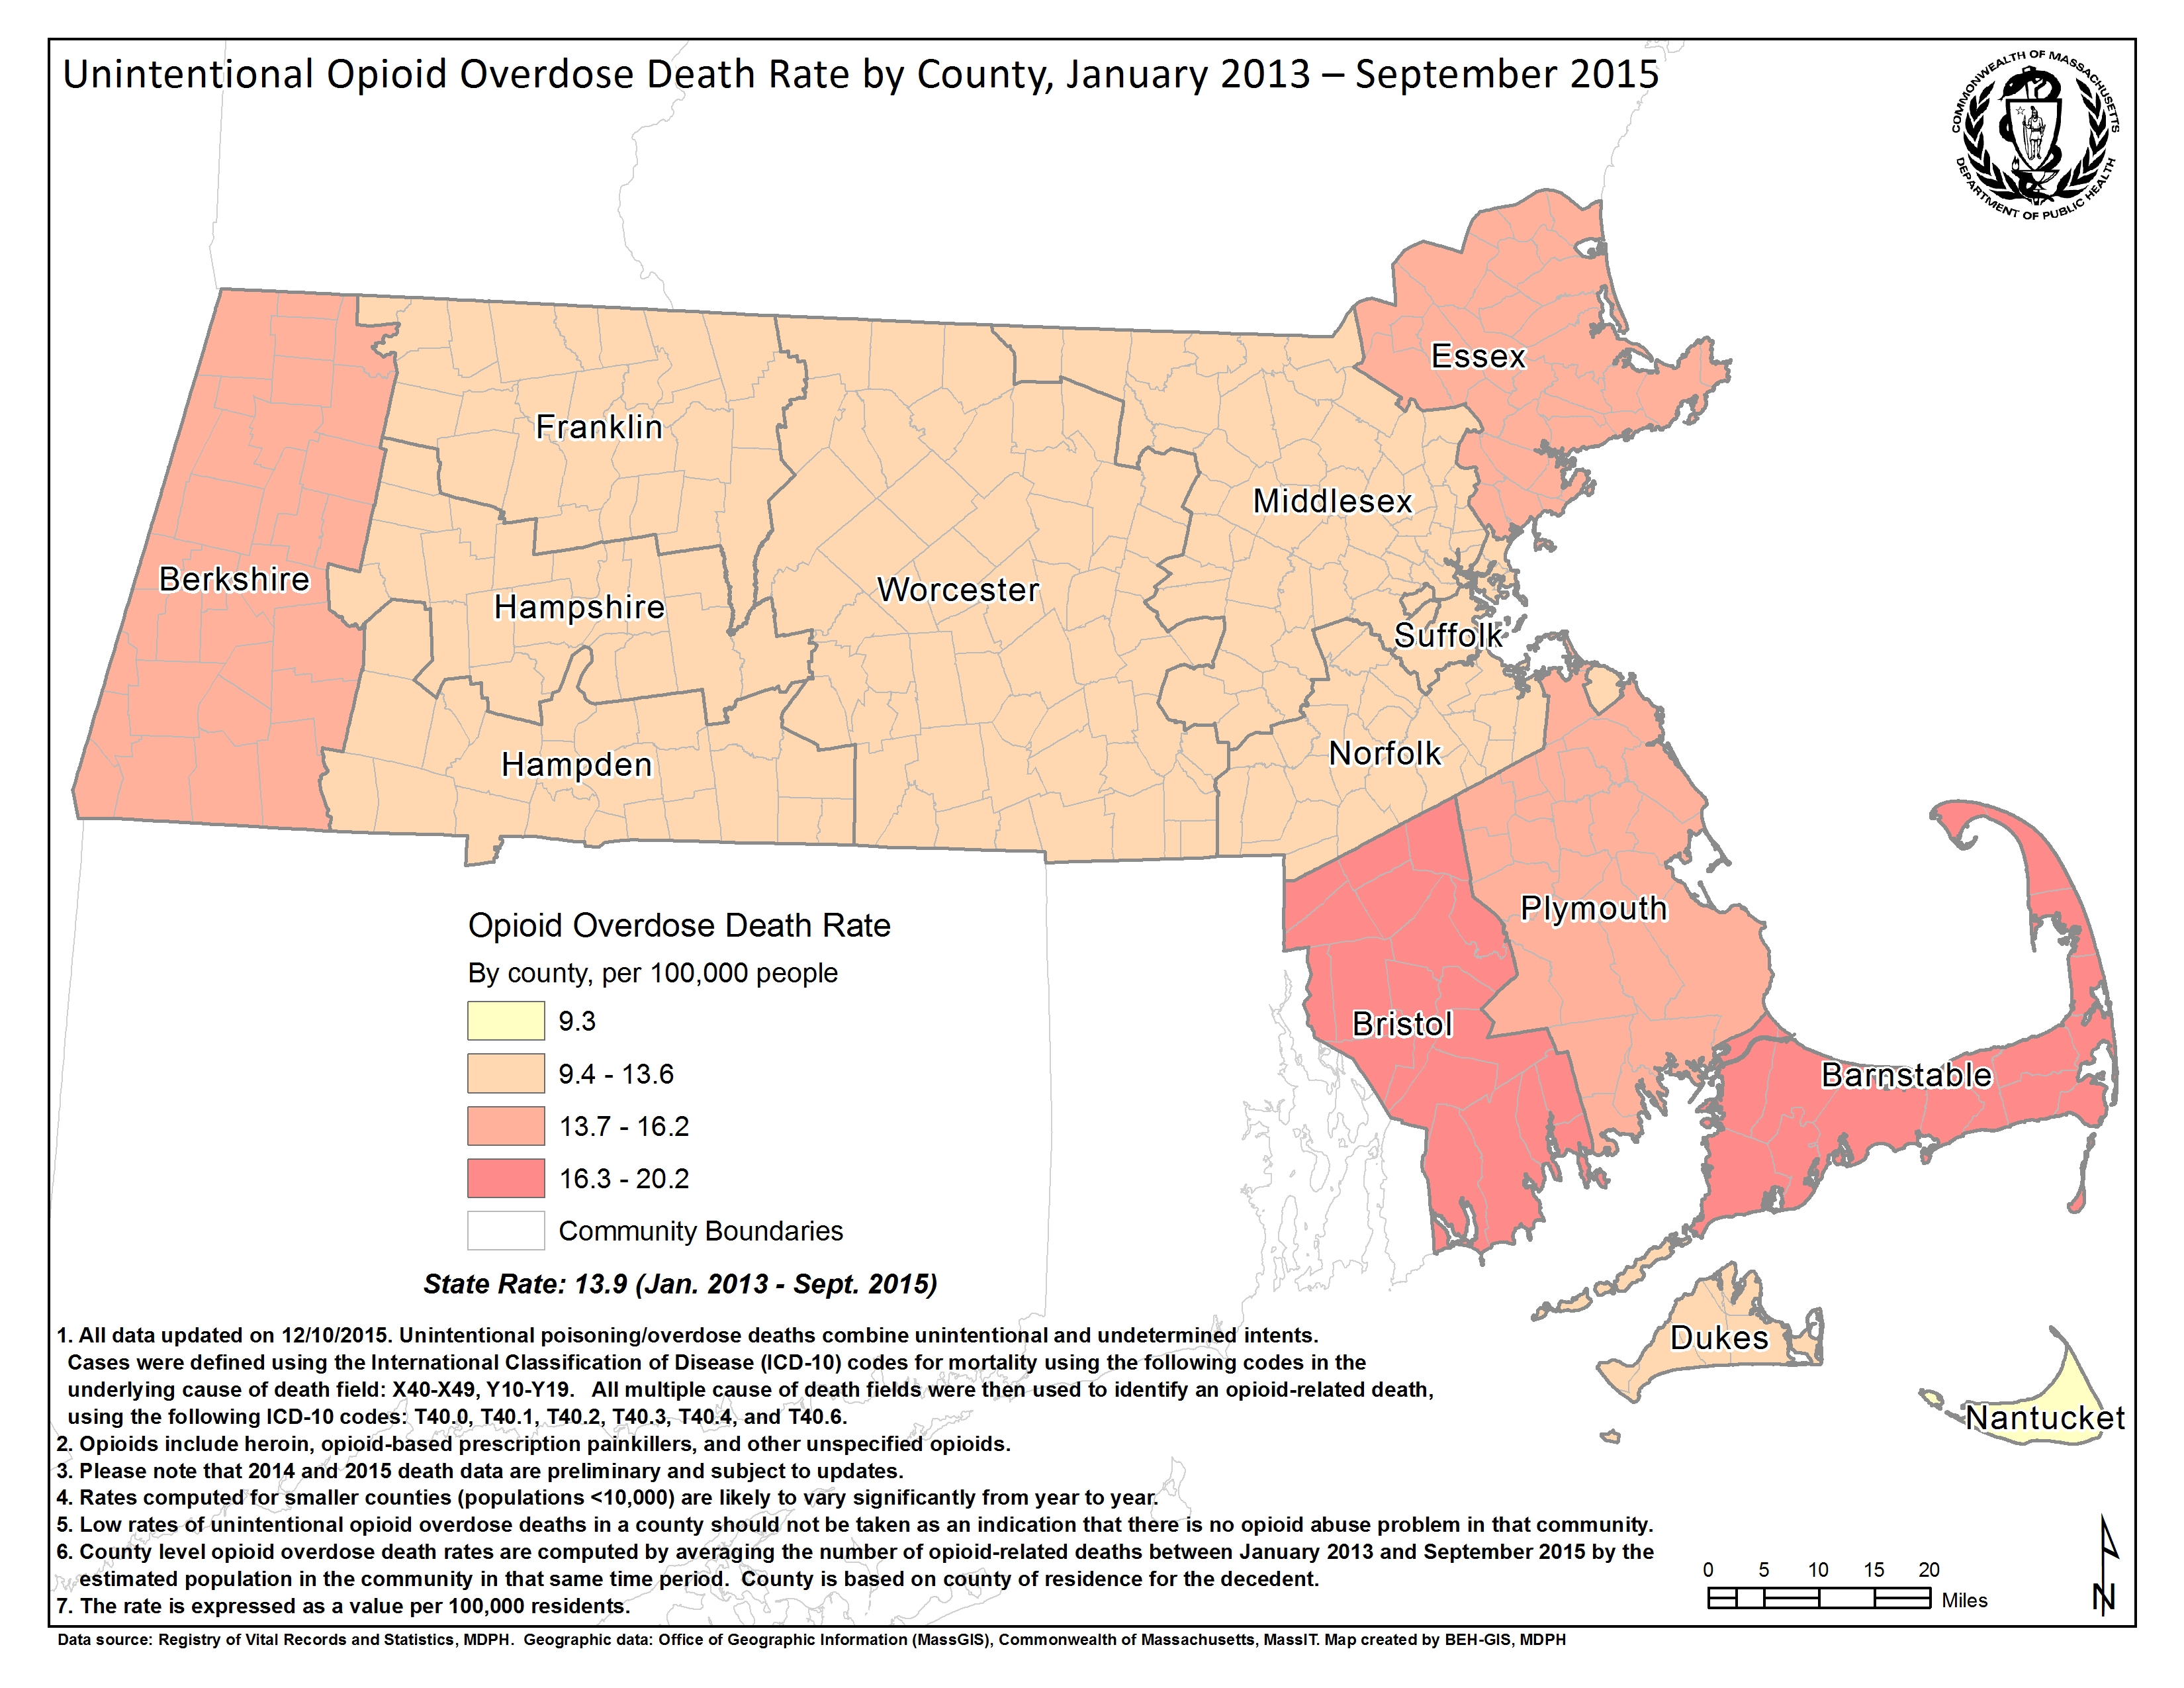 Unintentional Opioid Overdose Death Rate by County, January 2013 – September 2015
COMMONWEALTH OF MASSACHUSETTS
DEPARTMENT OF PUBLIC HEALTH
Essex
Franklin
Middlesex
Berkshire
Worcester
Hampshire
Suffolk
Norfolk
Hampden
Plymouth
Bristol
Barnstable
Dukes
Nantucket
Opioid Overdose Death Rate
By county, per 100,000 people
9.3
9.4 - 13.6
13.7 - 16.2
16.3 - 20.2
Community Boundaries
State Rate: 13.9 (Jan. 2013 - Sept. 2015)
1. All data updated on 12/10/2015. Unintentional poisoning/overdose deaths combine unintentional and undetermined intents.
Cases were defined using the International Classification of Disease (ICD-10) codes for mortality using the following codes in the
underlying cause of death field: X40-X49, Y10-Y19. All multiple cause of death fields were then used to identify an opioid-related death,
using the following ICD-10 codes: T40.0, T40.1, T40.2, T40.3, T40.4, and T40.6.
2. Opioids include heroin, opioid-based prescription painkillers, and other unspecified opioids.
3. Please note that 2014 and 2015 death data are preliminary and subject to updates.
4. Rates computed for smaller counties (populations <10,000) are likely to vary significantly from year to year.
5. Low rates of unintentional opioid overdose deaths in a county should not be taken as an indication that there is no opioid abuse problem in that community.
6. County level opioid overdose death rates are computed by averaging the number of opioid-related deaths between January 2013 and September 2015 by the
estimated population in the community in that same time period. County is based on county of residence for the decedent.
7. The rate is expressed as a value per 100,000 residents.
0 5 10 15 20
Miles
N
Data source: Registry of Vital Records and Statistics, MDPH. Geographic data: Office of Geographic Information (MassGIS), Commonwealth of Massachusetts, MassIT. Map created by BEH-GIS, MDPH